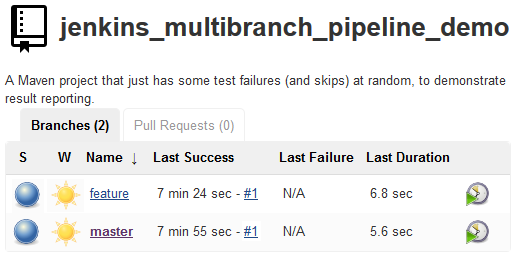 jenkins_multibranch_pipeline_demo
A Maven project that just has some test failures (and skips) at random, to demonstrate
result reporting.
Branches (2) Pull Requests (0)
S W Name ↓ Last Success Last Failure Last Duration
feature 7 min 24 sec - #1 N/A 6.8 sec
master 7 min 55 sec - #1 N/A 5.6 sec